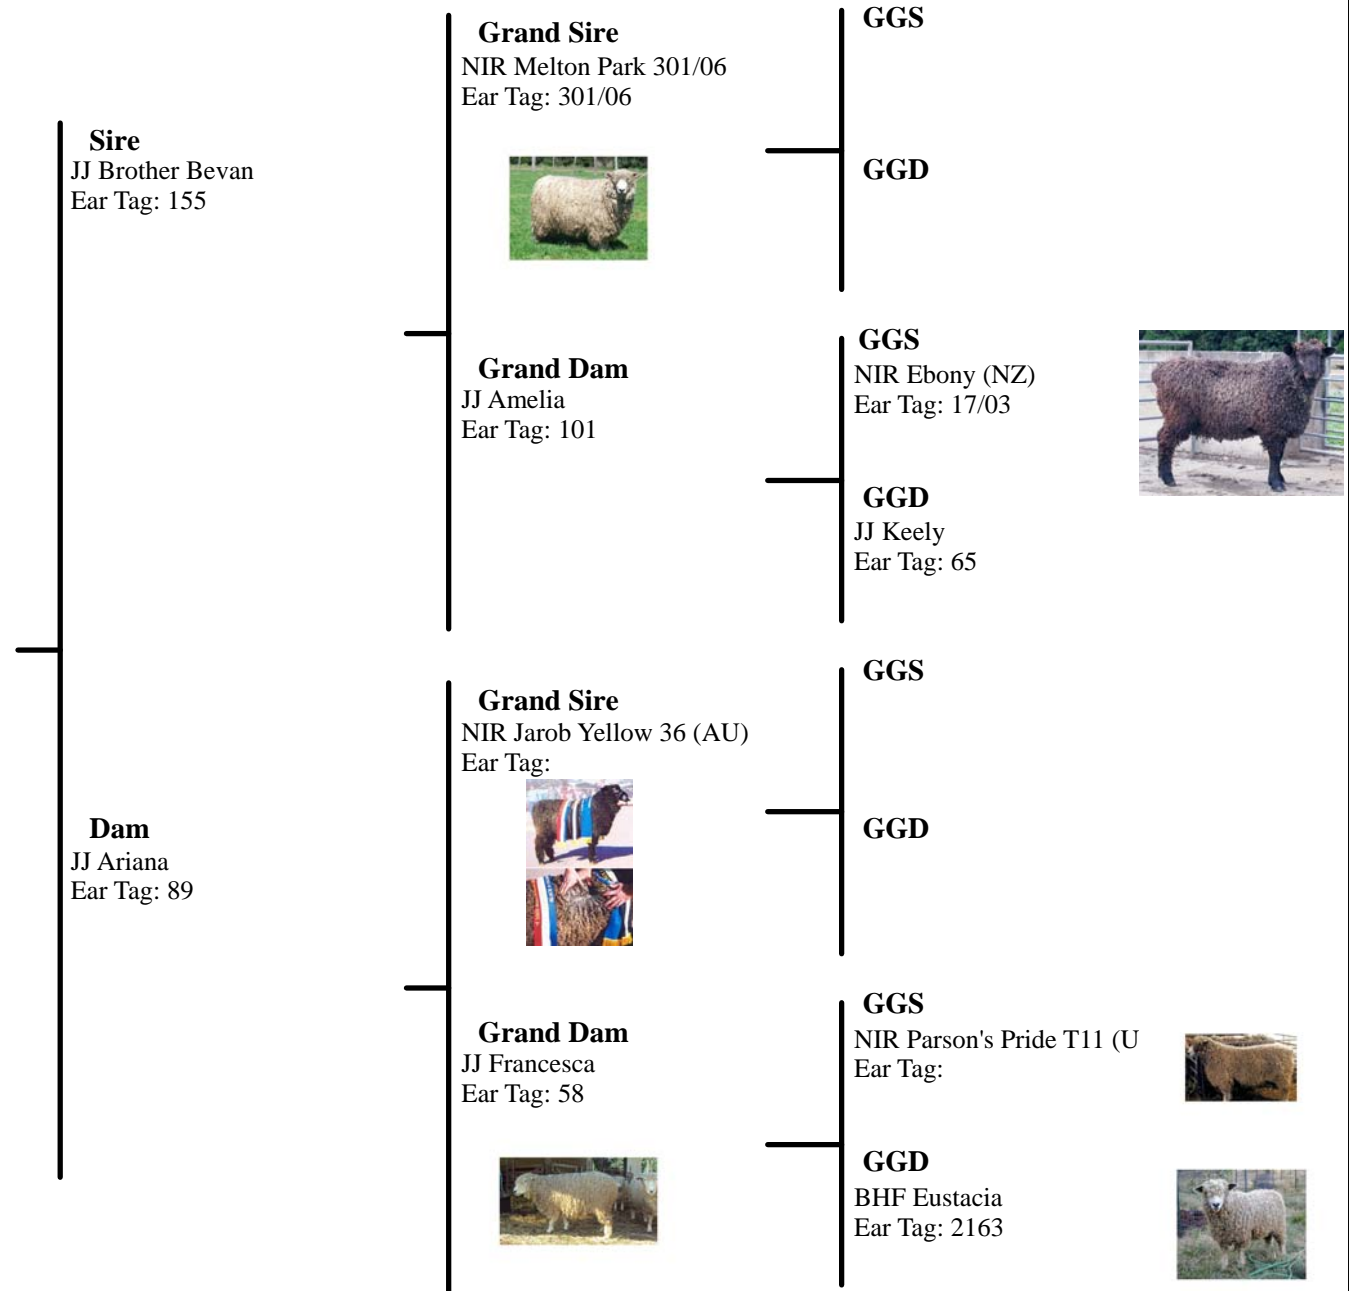 Sire
JJ Brother Bevan
Ear Tag: 155
Dam
JJ Ariana
Ear Tag: 89
Grand Sire
NIR Melton Park 301/06
Ear Tag: 301/06
Grand Dam
JJ Amelia
Ear Tag: 101
Grand Sire
NIR Jarob Yellow 36 (AU)
Ear Tag:
Grand Dam
JJ Francesca
Ear Tag: 58
GGS
GGD
GGS
NIR Ebony (NZ)
Ear Tag: 17/03
GGD
JJ Keely
Ear Tag: 65
GGS
GGD
GGS
NIR Parson's Pride T11 (U
Ear Tag:
GGD
BHF Eustacia
Ear Tag: 2163